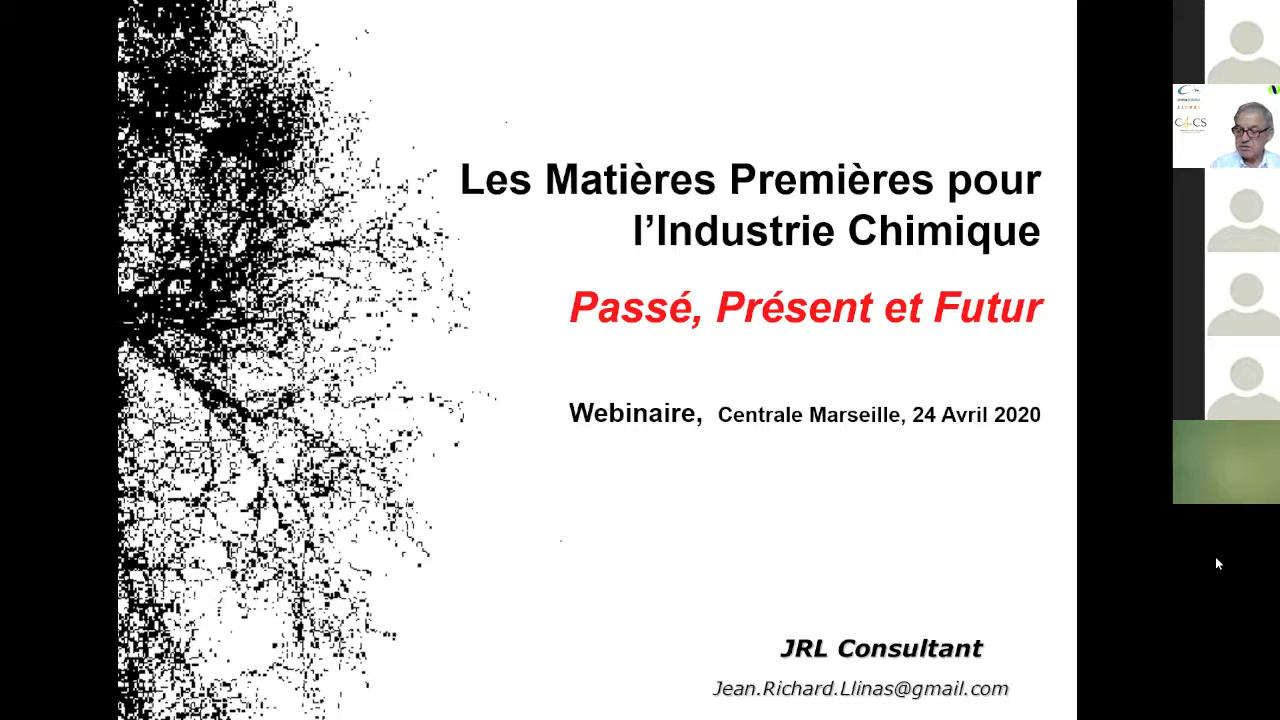 Les Matières Premières pour
l’Industrie Chimique
Passé, Présent et Futur
Webinaire, Centrale Marseille, 24 Avril 2020
JRL Consultant
Jean.Richard.Llinas@gmail.com
CACS